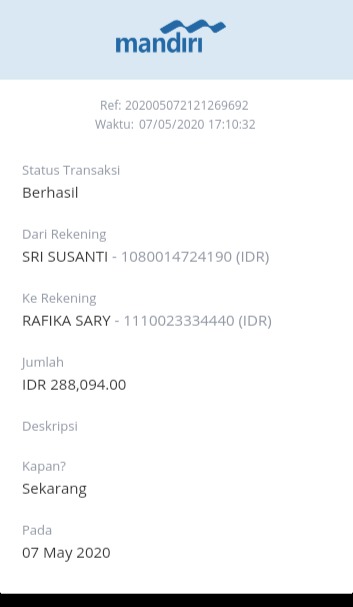 mandiri
Ref: 202005072121269692
Waktu: 07/05/2020 17:10:32
Status Transaksi
Berhasil
Dari Rekening
SRI SUSANTI - 1080014724190 (IDR)
Ke Rekening
RAFIKA SARY - 1110023334440 (IDR)
Jumlah
IDR 288,094.00
Deskripsi
Kapan?
Sekarang
Pada
07 May 2020